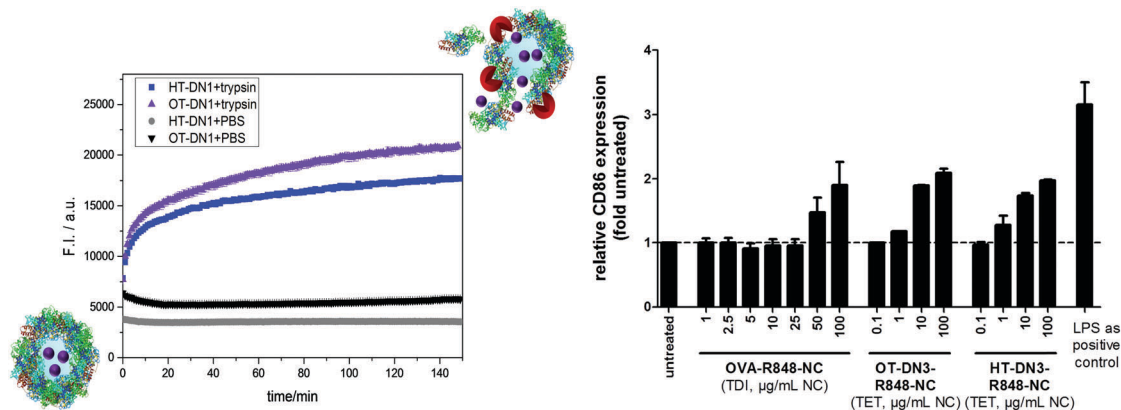 HT-DN1+trypsin
OT-DN1+trypsin
HT-DN1+PBS
OT-DN1+PBS
F.I. / a.u.
25000
20000
15000
10000
5000
0
0 20 40 60 80 100 120 140
time/min
relative CD86 expression
(fold untreated)
4
3
2
1
0
untreated
1 2.5 5 10 25 50 100
0.1 1 10 100
0.1 1 10 100
LPS as
positive
control
OVA-R848-NC
(TDI, µg/mL NC)
OT-DN3-
R848-NC
(TET, µg/mL NC)
HT-DN3-
R848-NC
(TET, µg/mL NC)